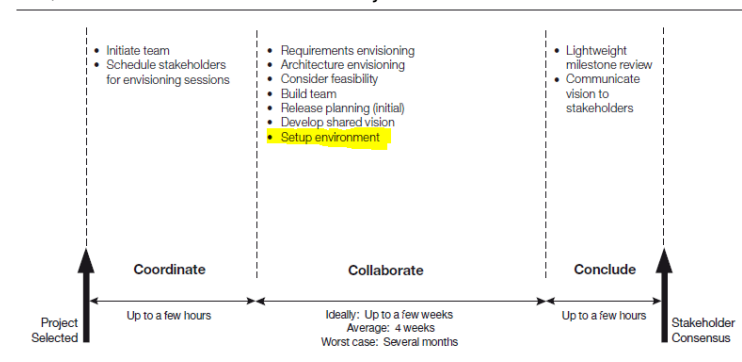 • Initiate team
• Schedule stakeholders
for envisioning sessions
• Requirements envisioning
• Architecture envisioning
• Consider feasibility
• Build team
• Release planning (initial)
• Develop shared vision
• Setup environment
• Lightweight
milestone review
• Communicate
vision to
stakeholders
Coordinate
Collaborate
Conclude
Project
Selected
Up to a few hours
Ideally: Up to a few weeks
Average: 4 weeks
Worst case: Several months
Up to a few hours
Stakeholder
Consensus